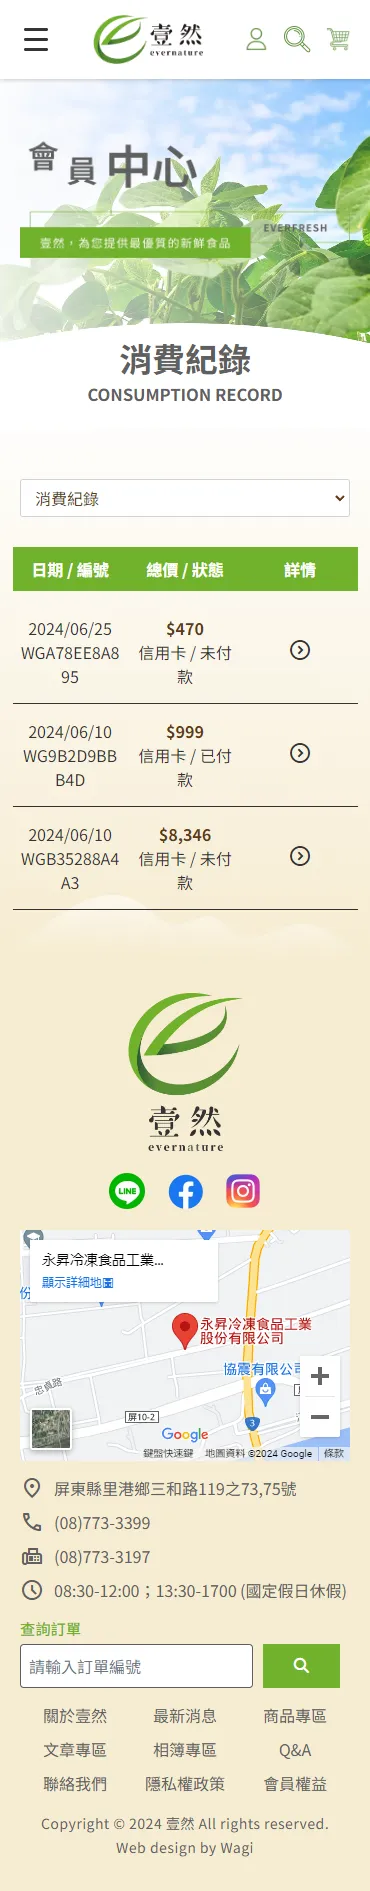 壹然
evernature
會員中心
EVERFRESH
壹然，為您提供最優質的新鮮食品
消費紀錄
CONSUMPTION RECORD
消費紀錄
日期 / 編號 總價 / 狀態 詳情
2024/06/25 $470
WGA78EE8A8 信用卡 / 未付
95 款
2024/06/10 $999
WG9B2D9BB 信用卡 / 已付
B4D 款
2024/06/10 $8,346
WGB35288A4 信用卡 / 未付
A3 款
壹然
evernature
LINE
永昇冷凍食品工業...
顯示詳細地圖
份
永昇冷凍食品工業
股份有限公司
協震有限公司
忠貞路
屏10-2
3
Google
鍵盤快速鍵 地圖資料 ©2024 Google 條款
屏東縣里港鄉三和路119之73,75號
(08)773-3399
(08)773-3197
08:30-12:00；13:30-1700 (國定假日休假)
查詢訂單
請輸入訂單編號
關於壹然 最新消息 商品專區
文章專區 相簿專區 Q&A
聯絡我們 隱私權政策 會員權益
Copyright © 2024 壹然 All rights reserved.
Web design by Wagi